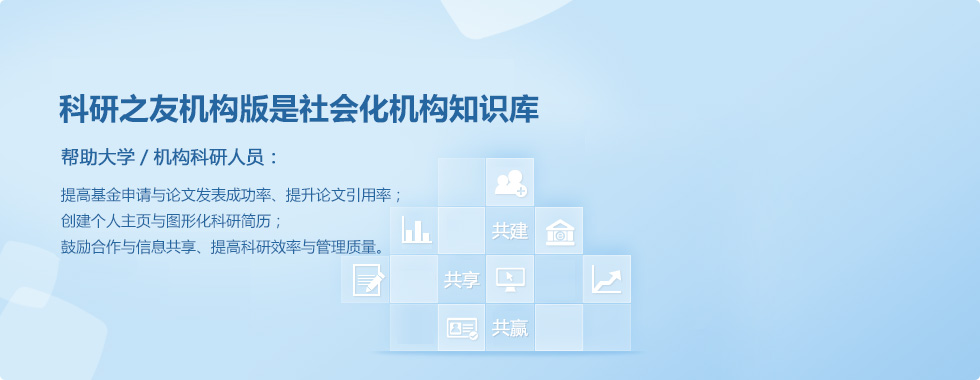 科研之友机构版是社会化机构知识库
帮助大学 / 机构科研人员：
提高基金申请与论文发表成功率、提升论文引用率；
创建个人主页与图形化科研简历；
鼓励合作与信息共享、提高科研效率与管理质量。
共建
共享
共赢